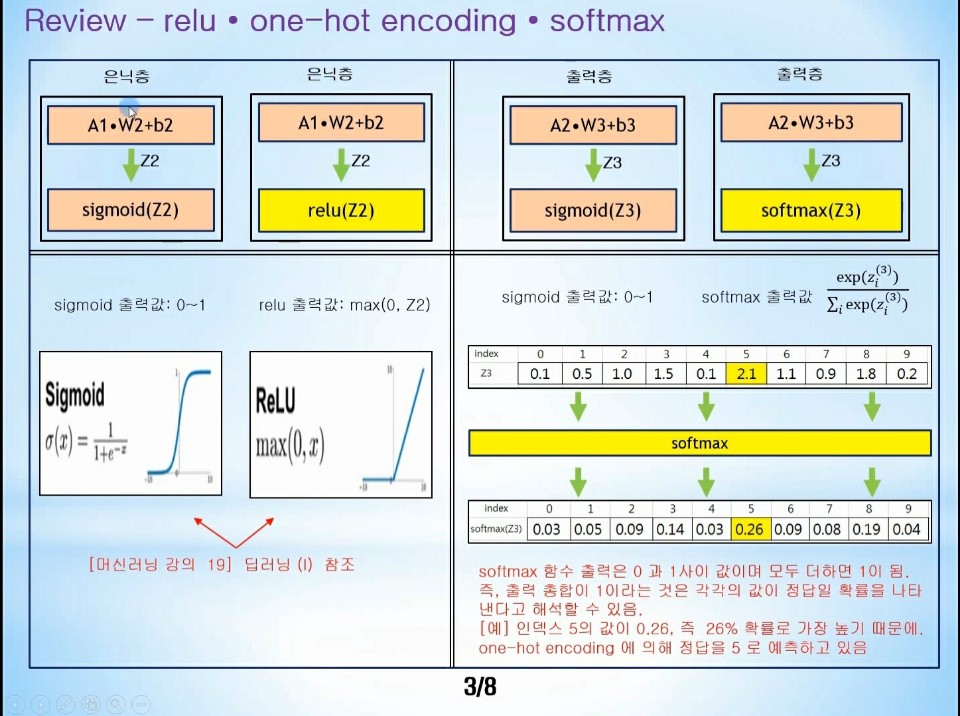 Review – relu • one-hot encoding • softmax
은닉층
은닉층
출력층
출력층
A1•W2+b2
A1•W2+b2
A2•W3+b3
A2•W3+b3
Z2
Z2
Z3
Z3
sigmoid(Z2)
relu(Z2)
sigmoid(Z3)
softmax(Z3)
sigmoid 출력값: 0~1
relu 출력값: max(0, Z2)
Sigmoid
σ(x) = 1 / 1+e^-x
1
-10 0 10
ReLU
max(0, x)
10
-10 0 10
[머신러닝 강의 19] 딥러닝 (I) 참조
sigmoid 출력값: 0~1
softmax 출력값 exp(z_i^(3)) / ∑_i exp(z_i^(3))
index 0 1 2 3 4 5 6 7 8 9
Z3 0.1 0.5 1.0 1.5 0.1 2.1 1.1 0.9 1.8 0.2
softmax
index 0 1 2 3 4 5 6 7 8 9
softmax(Z3) 0.03 0.05 0.09 0.14 0.03 0.26 0.09 0.08 0.19 0.04
softmax 함수 출력은 0 과 1사이 값이며 모두 더하면 1이 됨.
즉, 출력 총합이 1이라는 것은 각각의 값이 정답일 확률을 나타
낸다고 해석할 수 있음.
[예] 인덱스 5의 값이 0.26, 즉 26% 확률로 가장 높기 때문에.
one-hot encoding 에 의해 정답을 5 로 예측하고 있음
3/8